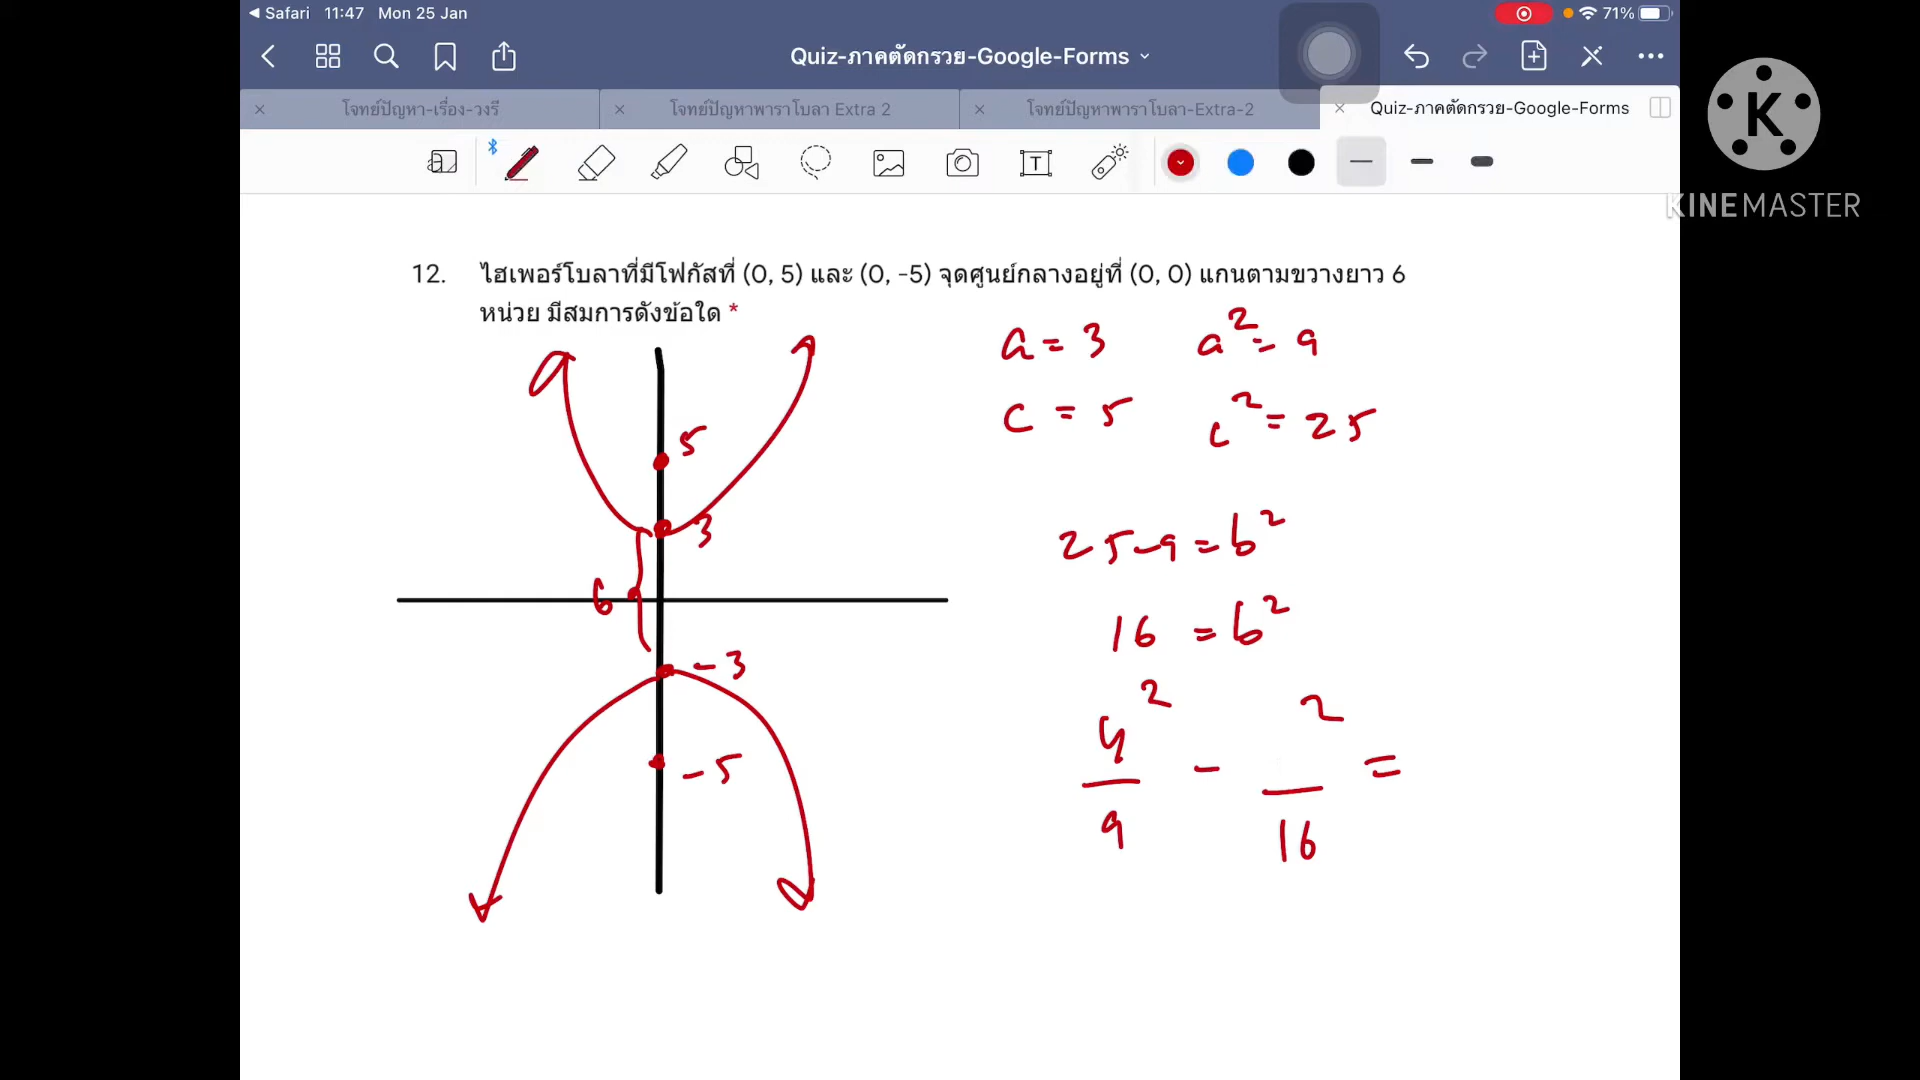 Safari 11:47 Mon 25 Jan 71%
Quiz-ภาคตัดกรวย-Google-Forms
โจทย์ปัญหา-เรื่อง-วงรี
โจทย์ปัญหาพาราโบลา Extra 2
โจทย์ปัญหาพาราโบลา-Extra-2
Quiz-ภาคตัดกรวย-Google-Forms
K
KINEMASTER
12. ไฮเพอร์โบลาที่มีโฟกัสที่ (0, 5) และ (0, -5) จุดศูนย์กลางอยู่ที่ (0, 0) แกนตามขวางยาว 6
หน่วย มีสมการดังข้อใด *
a = 3 a² = 9
c = 5 c² = 25
5
3
6
-3
-5
25-9 = b²
16 = b²
y²/9 - ²/16 =